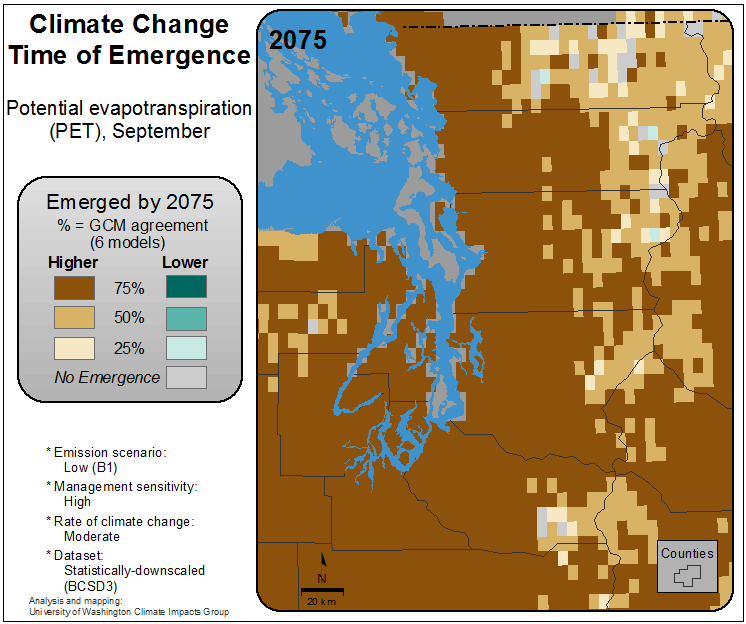 Climate Change
Time of Emergence
Potential evapotranspiration
(PET), September
Emerged by 2075
% = GCM agreement
(6 models)
Higher Lower
75%
50%
25%
No Emergence
* Emission scenario:
Low (B1)
* Management sensitivity:
High
* Rate of climate change:
Moderate
* Dataset:
Statistically-downscaled
(BCSD3)
Analysis and mapping:
University of Washington Climate Impacts Group
2075
N
20 km
Counties